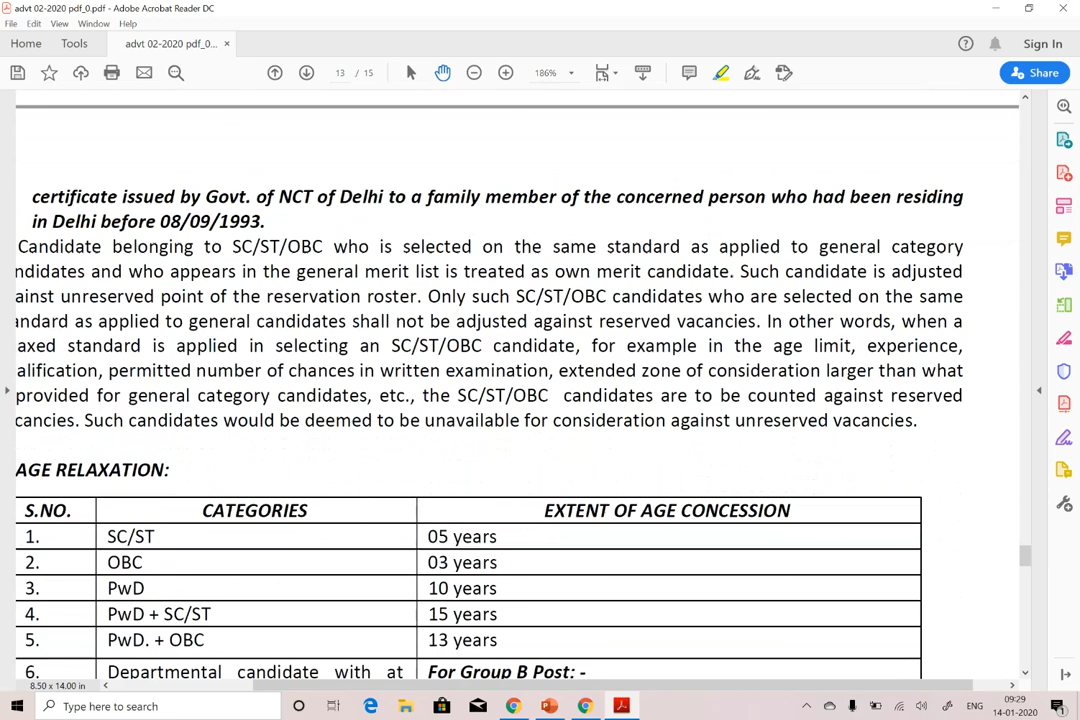 advt 02-2020 pdf_0.pdf - Adobe Acrobat Reader DC
File Edit View Window Help
Home Tools advt 02-2020 pdf_0... × Sign In
13 / 15 186% Share
certificate issued by Govt. of NCT of Delhi to a family member of the concerned person who had been residing
in Delhi before 08/09/1993.
Candidate belonging to SC/ST/OBC who is selected on the same standard as applied to general category
ndidates and who appears in the general merit list is treated as own merit candidate. Such candidate is adjusted
ainst unreserved point of the reservation roster. Only such SC/ST/OBC candidates who are selected on the same
andard as applied to general candidates shall not be adjusted against reserved vacancies. In other words, when a
axed standard is applied in selecting an SC/ST/OBC candidate, for example in the age limit, experience,
alification, permitted number of chances in written examination, extended zone of consideration larger than what
provided for general category candidates, etc., the SC/ST/OBC candidates are to be counted against reserved
cancies. Such candidates would be deemed to be unavailable for consideration against unreserved vacancies.
AGE RELAXATION:
S.NO. CATEGORIES EXTENT OF AGE CONCESSION
1. SC/ST 05 years
2. OBC 03 years
3. PwD 10 years
4. PwD + SC/ST 15 years
5. PwD. + OBC 13 years
6. Departmental candidate with at For Group B Post: -
8.50 x 14.00 in
Type here to search
ENG
09:29
14-01-2020
1